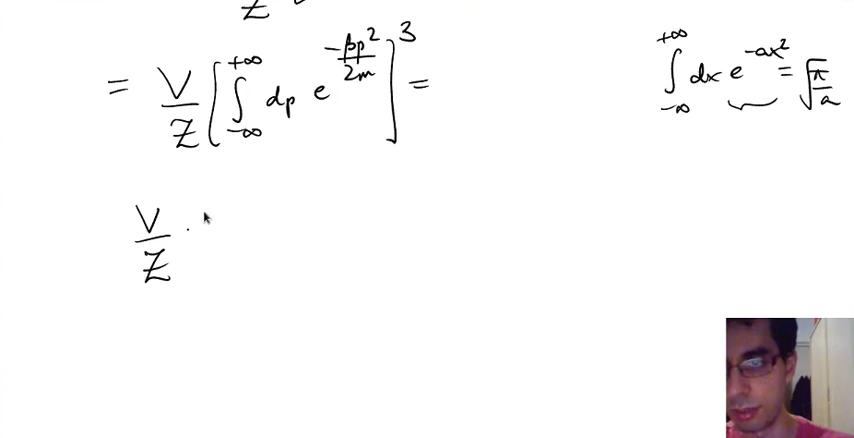 Z
= V/Z [∫_{-∞}^{+∞} dp e^{-βp²/2m}]³ =
∫_{-∞}^{+∞} dx e^{-ax²} = √(π/a)
V/Z ·